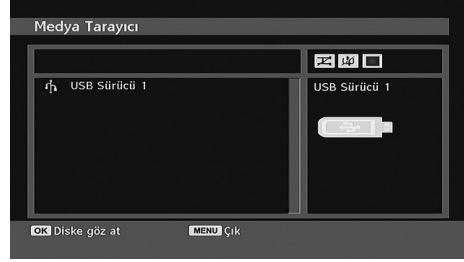 Medya Tarayıcı
USB Sürücü 1
USB Sürücü 1
OK Diske göz at
MENU Çık